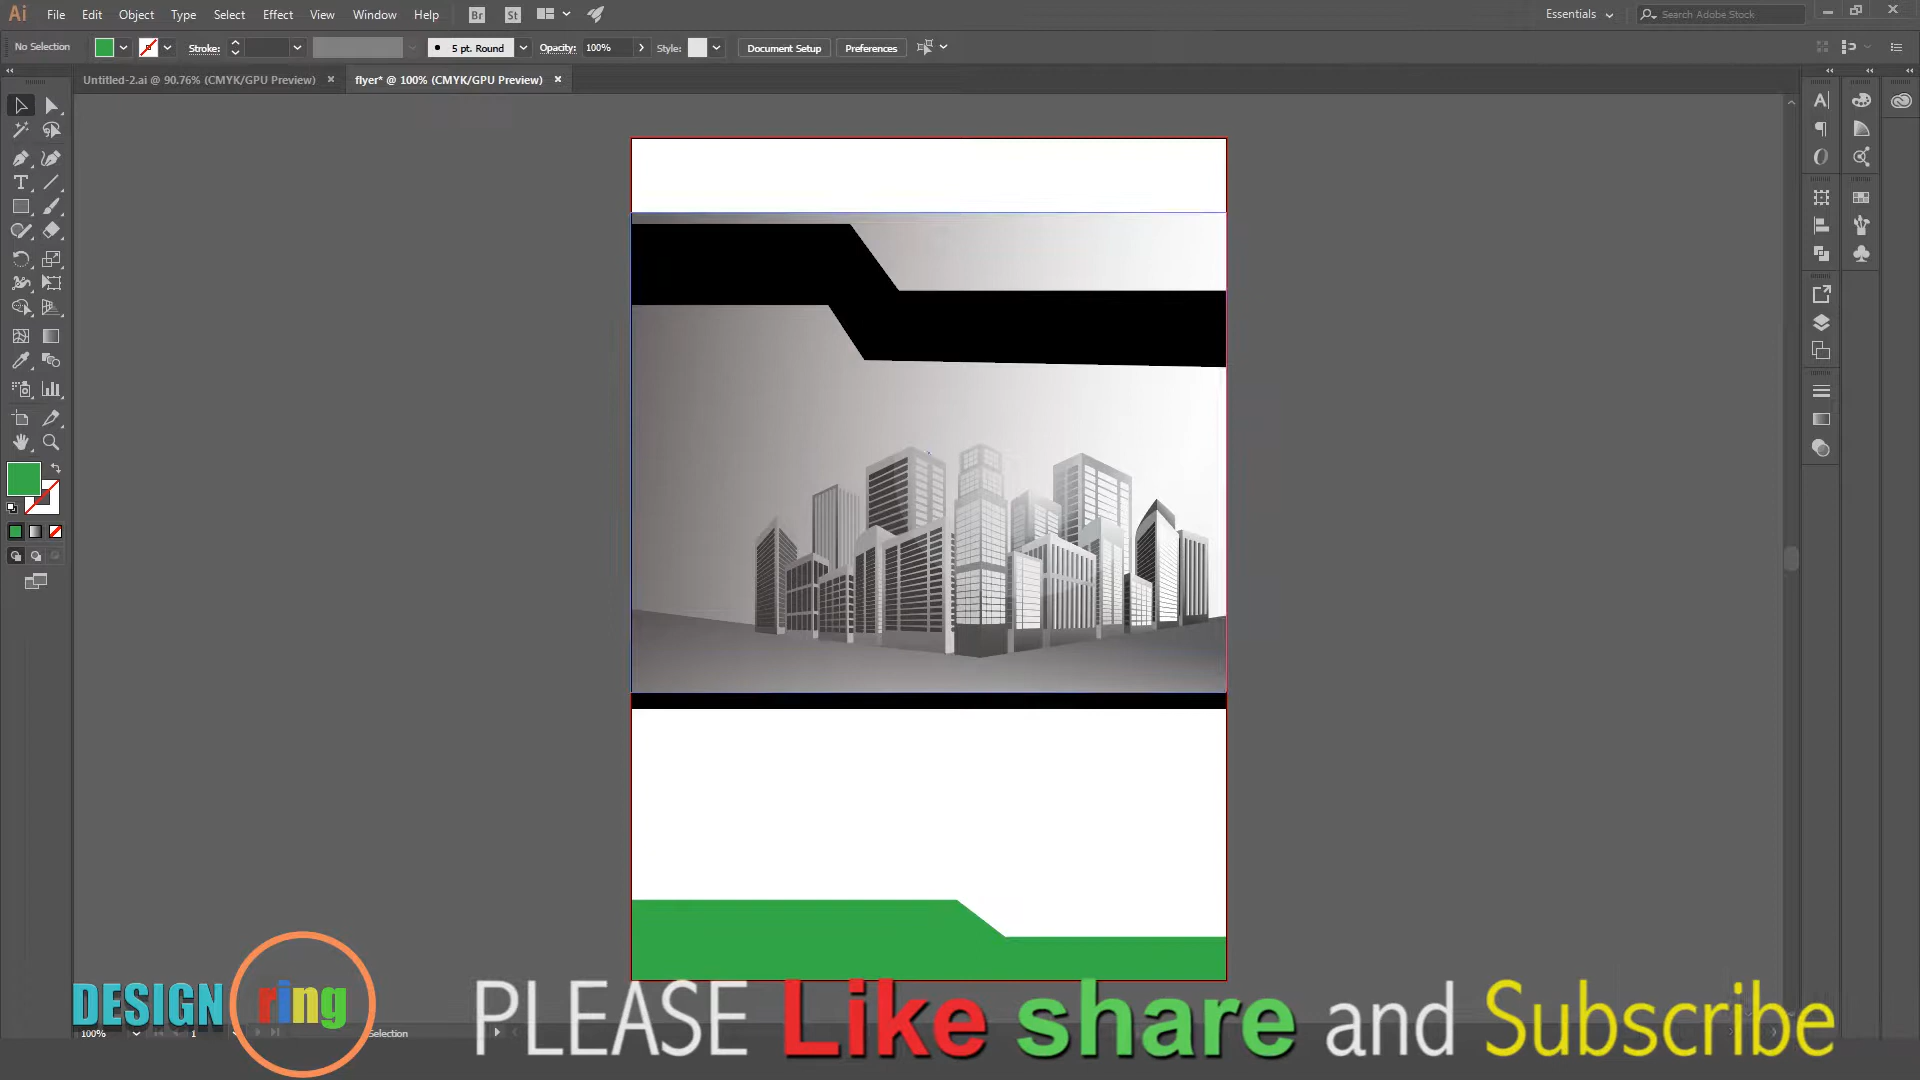 Ai File Edit Object Type Select Effect View Window Help Br St Essentials Search Adobe Stock
No Selection Stroke: 5 pt. Round Opacity: 100% Style: Document Setup Preferences
Untitled-2.ai @ 90.76% (CMYK/GPU Preview) × flyer* @ 100% (CMYK/GPU Preview) ×
DESIGN ring PLEASE Like share and Subscribe
100% 1 Selection